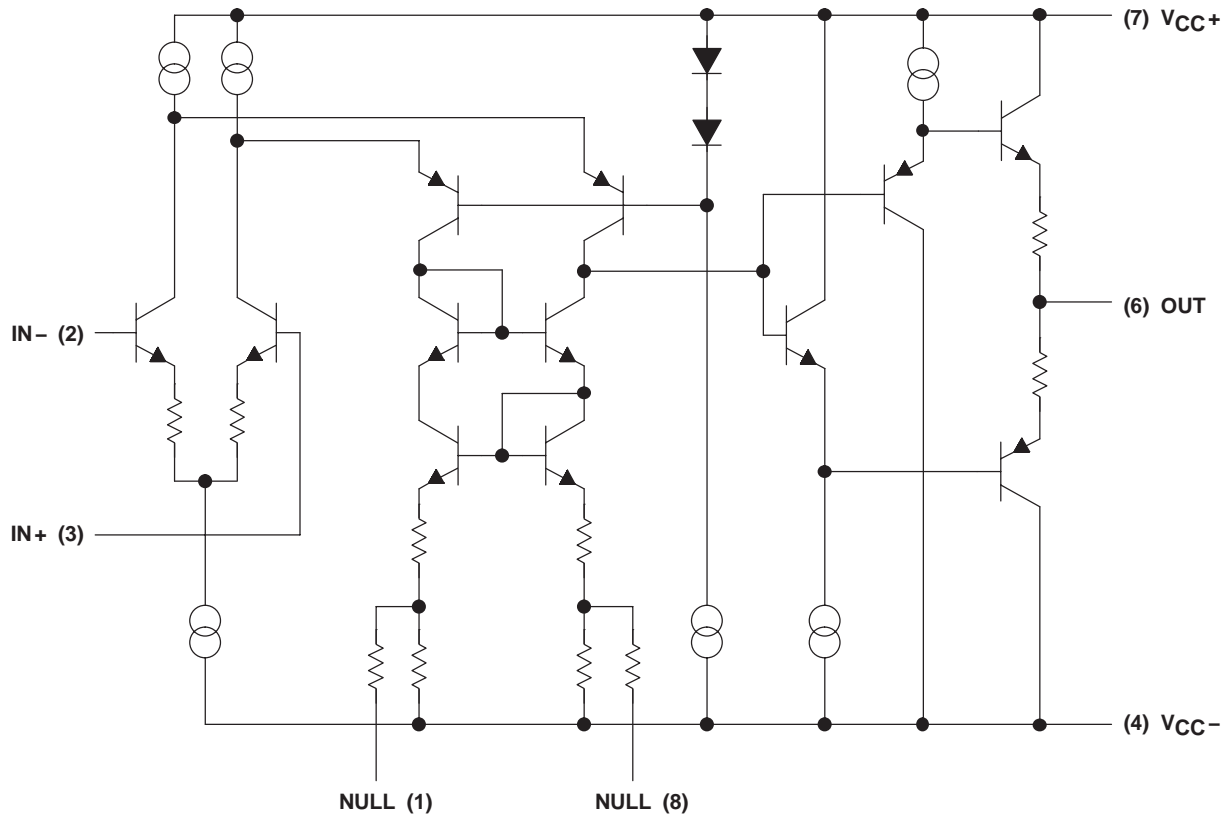 (7) VCC+
IN− (2)
(6) OUT
IN+ (3)
(4) VCC−
NULL (1)
NULL (8)